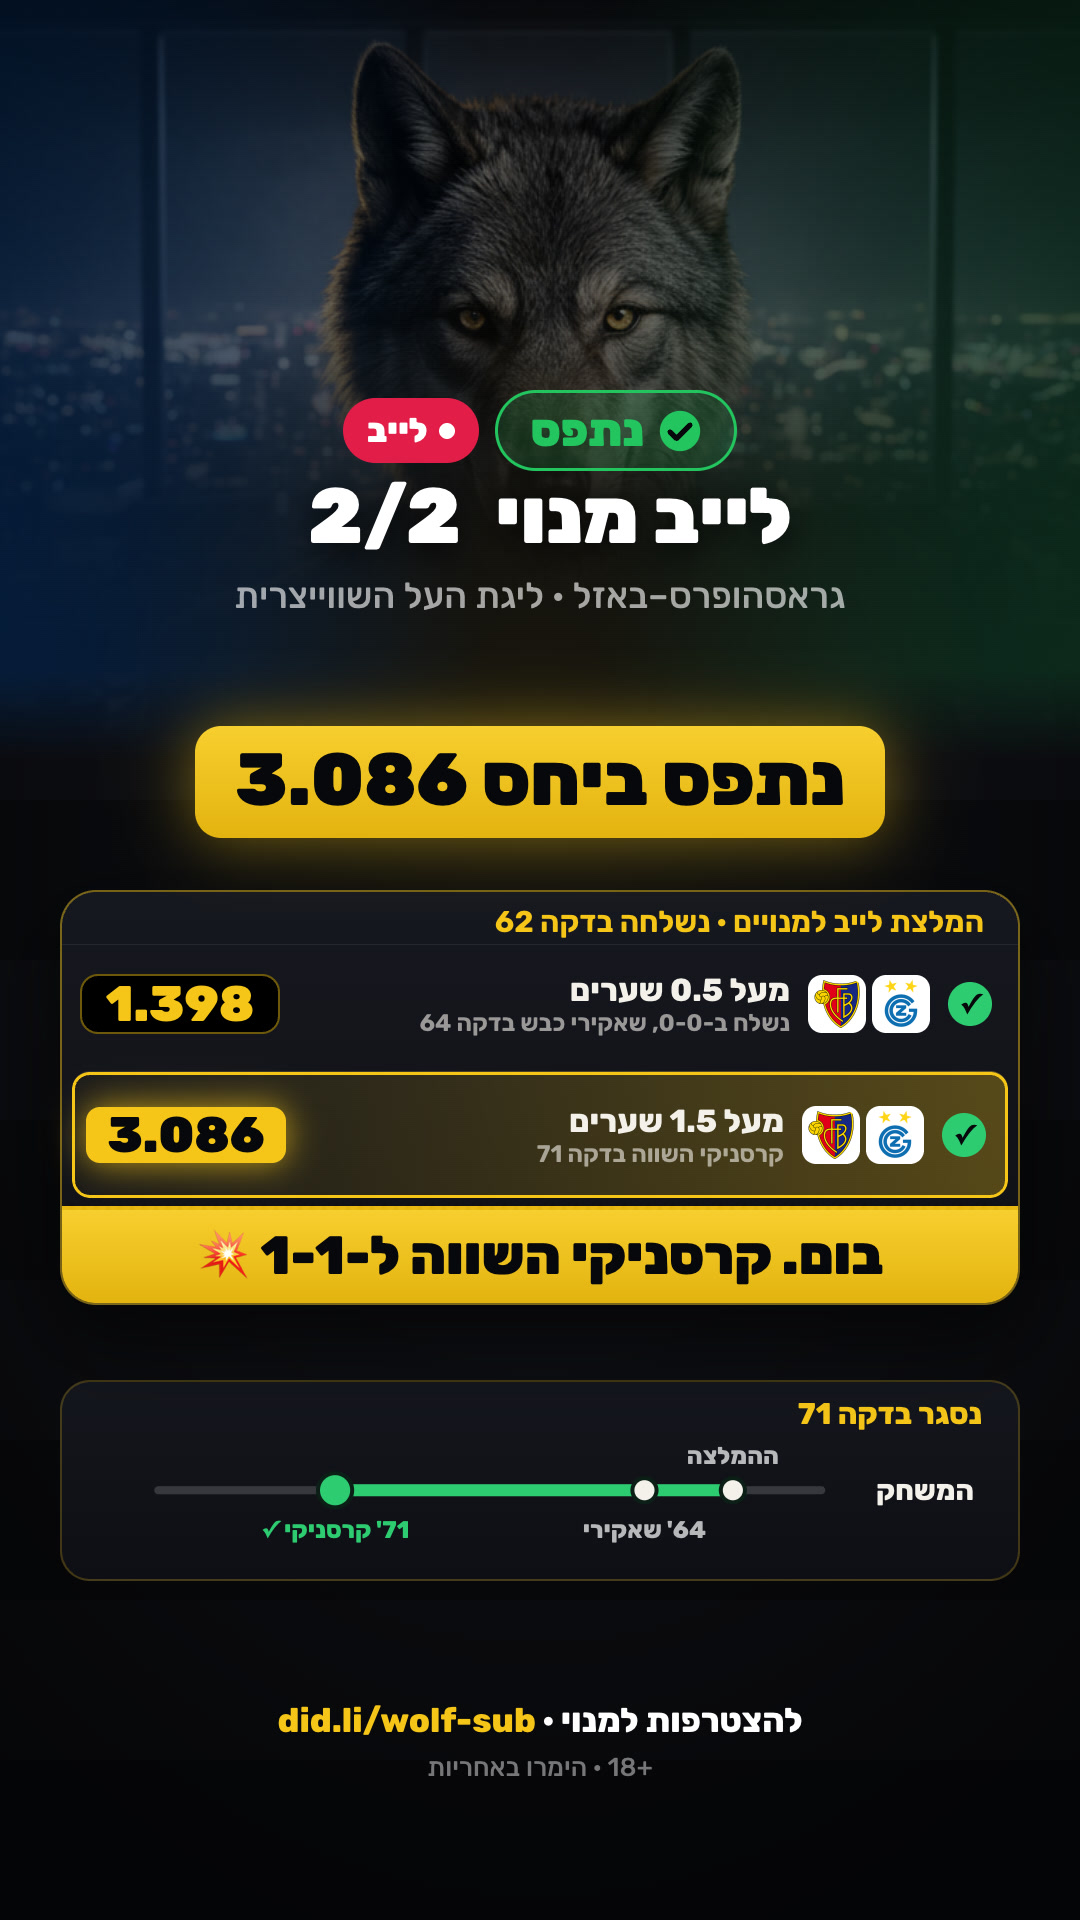 נתפס
לייב
לייב מנוי 2/2
גראסהופרס–באזל • ליגת העל השווייצרית
נתפס ביחס 3.086
המלצת לייב למנויים • נשלחה בדקה 62
מעל 0.5 שערים
1.398
נשלח ב-0-0, שאקירי כבש בדקה 64
מעל 1.5 שערים
3.086
קרסניקי השווה בדקה 71
בום. קרסניקי השווה ל-1-1 💥
נסגר בדקה 71
ההמלצה
המשחק
64' שאקירי
71' קרסניקי ✓
להצטרפות למנוי • did.li/wolf-sub
18+ • הימרו באחריות